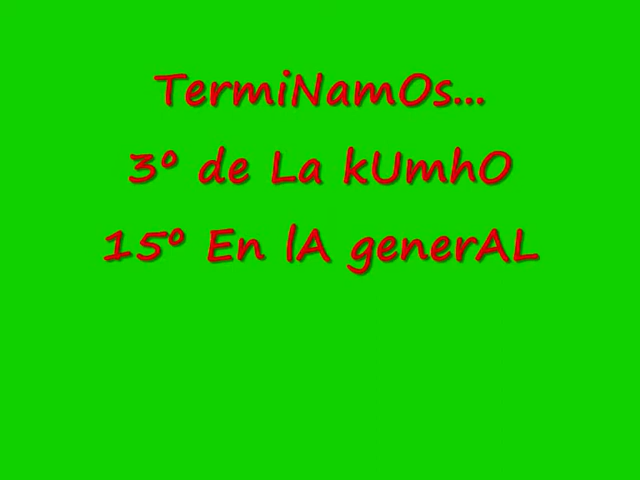 TermiNamOs...
3º de La kUmhO
15º En lA generAL